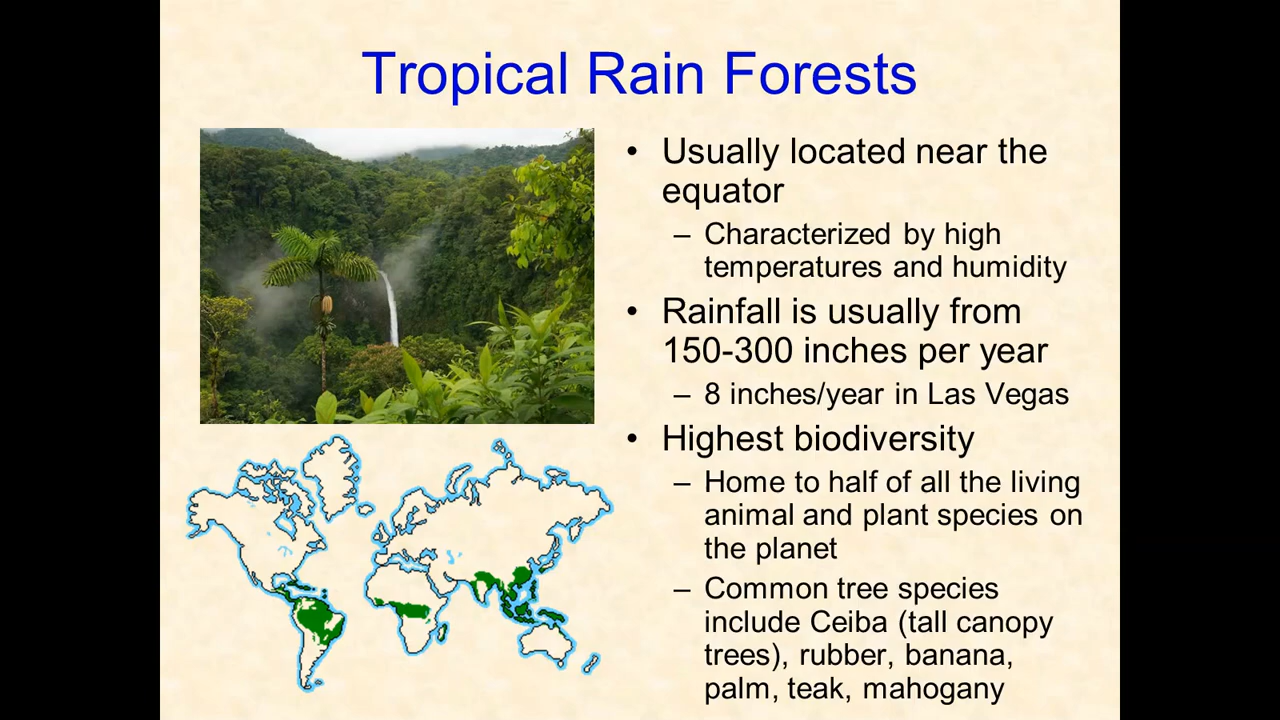 Tropical Rain Forests
• Usually located near the
equator
– Characterized by high
temperatures and humidity
• Rainfall is usually from
150-300 inches per year
– 8 inches/year in Las Vegas
• Highest biodiversity
– Home to half of all the living
animal and plant species on
the planet
– Common tree species
include Ceiba (tall canopy
trees), rubber, banana,
palm, teak, mahogany